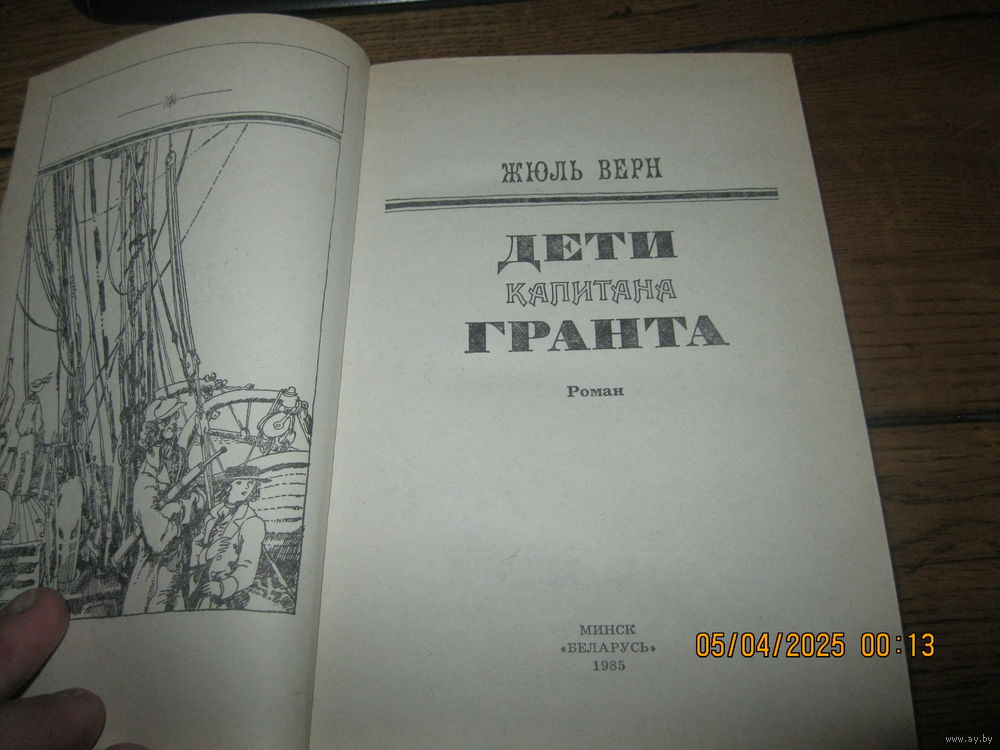 ЖЮЛЬ ВЕРН
ДЕТИ
КАПИТАНА
ГРАНТА
Роман
МИНСК
«БЕЛАРУСЬ»
1985
05/04/2025 00:13
www.ay.by